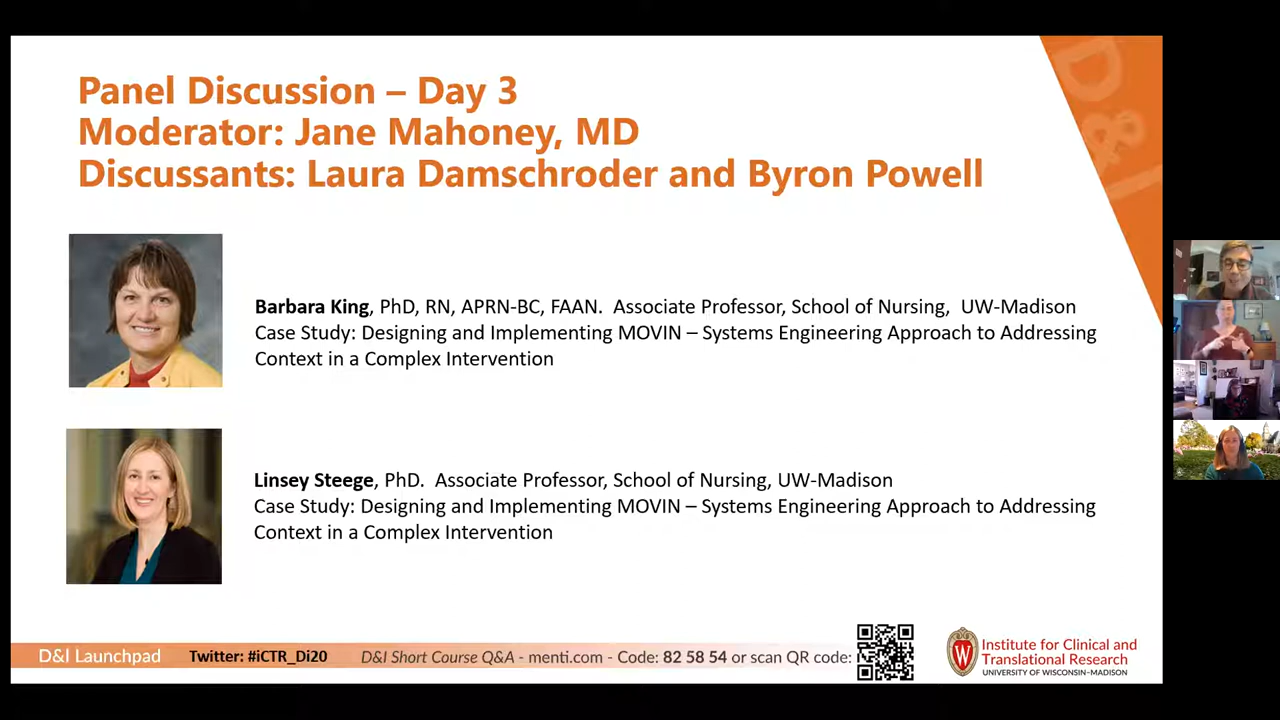 Panel Discussion – Day 3
Moderator: Jane Mahoney, MD
Discussants: Laura Damschroder and Byron Powell
D&I
Barbara King, PhD, RN, APRN-BC, FAAN. Associate Professor, School of Nursing, UW-Madison
Case Study: Designing and Implementing MOVIN – Systems Engineering Approach to Addressing
Context in a Complex Intervention
Linsey Steege, PhD. Associate Professor, School of Nursing, UW-Madison
Case Study: Designing and Implementing MOVIN – Systems Engineering Approach to Addressing
Context in a Complex Intervention
D&I Launchpad
Twitter: #iCTR_Di20
D&I Short Course Q&A - menti.com - Code: 82 58 54 or scan QR code:
W
Institute for Clinical and
Translational Research
UNIVERSITY OF WISCONSIN–MADISON